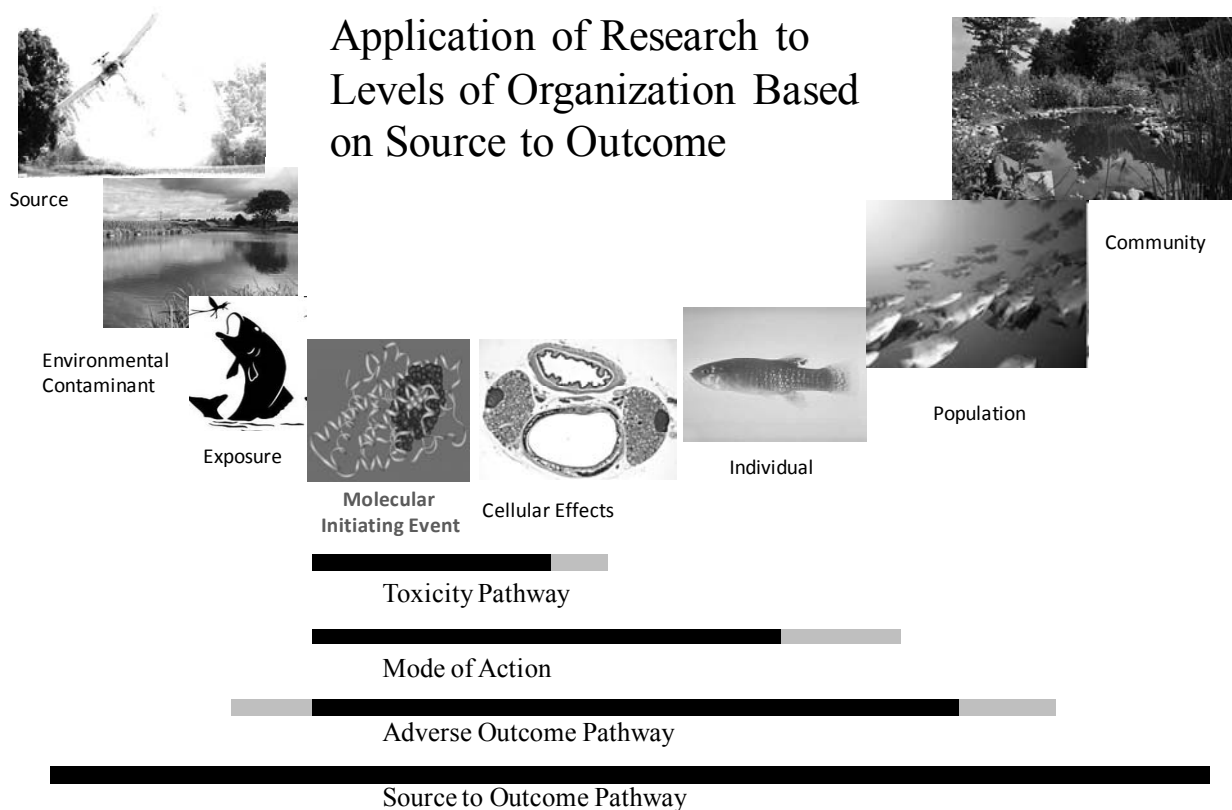 Application of Research to
Levels of Organization Based
on Source to Outcome
Source
Environmental
Contaminant
Exposure
Molecular
Initiating Event
Cellular Effects
Individual
Population
Community
Toxicity Pathway
Mode of Action
Adverse Outcome Pathway
Source to Outcome Pathway